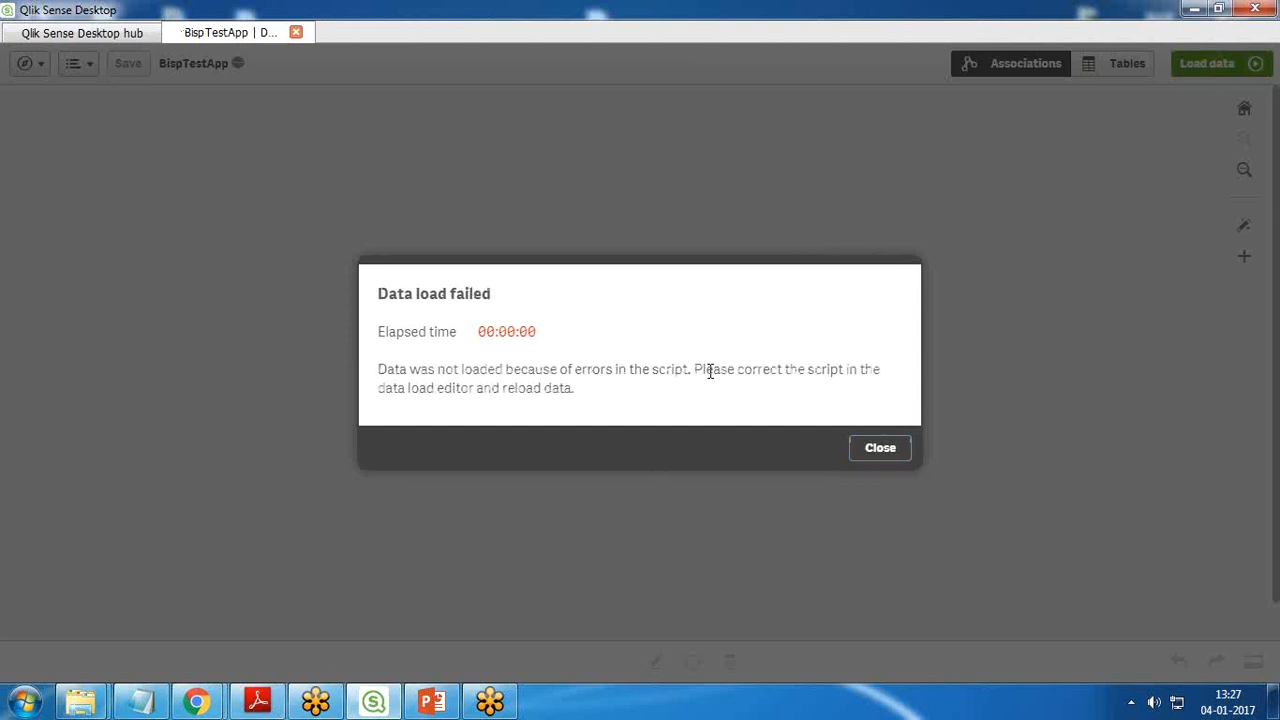 Qlik Sense Desktop
Qlik Sense Desktop hub
BispTestApp | D...
Save
BispTestApp
Associations
Tables
Load data
Data load failed
Elapsed time 00:00:00
Data was not loaded because of errors in the script. Please correct the script in the
data load editor and reload data.
Close
13:27
04-01-2017